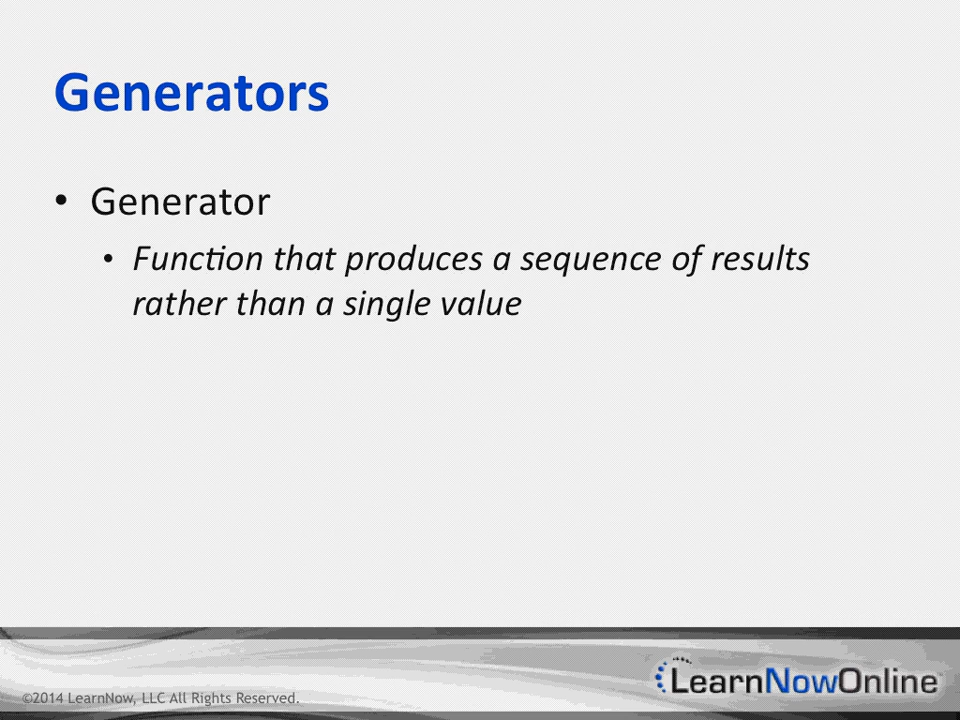 Generators
• Generator
• Function that produces a sequence of results
rather than a single value
©2014 LearnNow, LLC All Rights Reserved.
LearnNowOnline